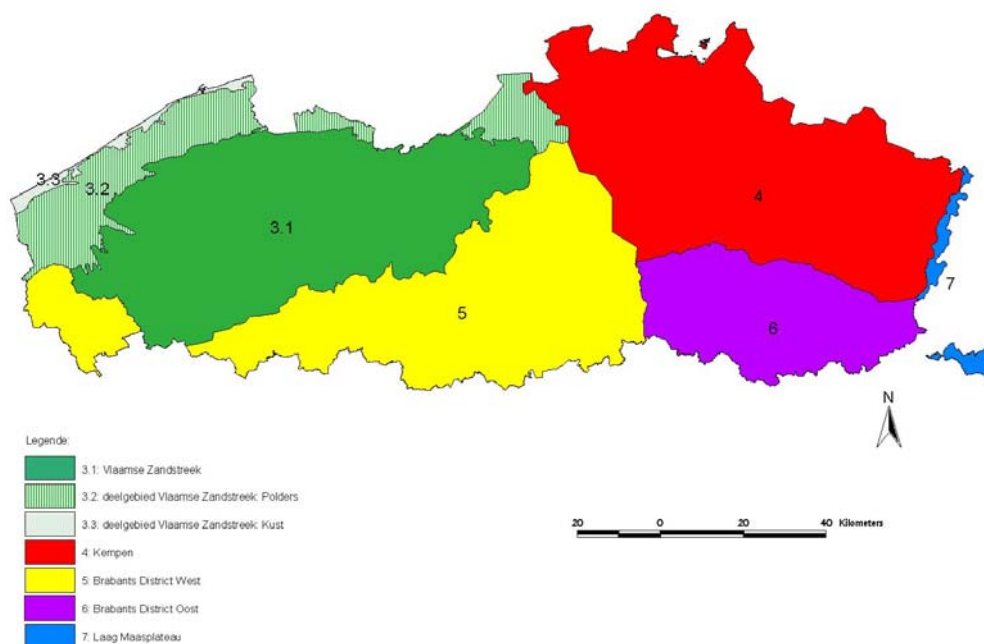 3.3
3.2
3.1
4
7
5
6
N
Legende:
3.1: Vlaamse Zandstreek
3.2: deelgebied Vlaamse Zandstreek: Polders
3.3: deelgebied Vlaamse Zandstreek: Kust
4: Kempen
5: Brabants District West
6: Brabants District Oost
7: Laag Maasplateau
20 0 20 40 Kilometers